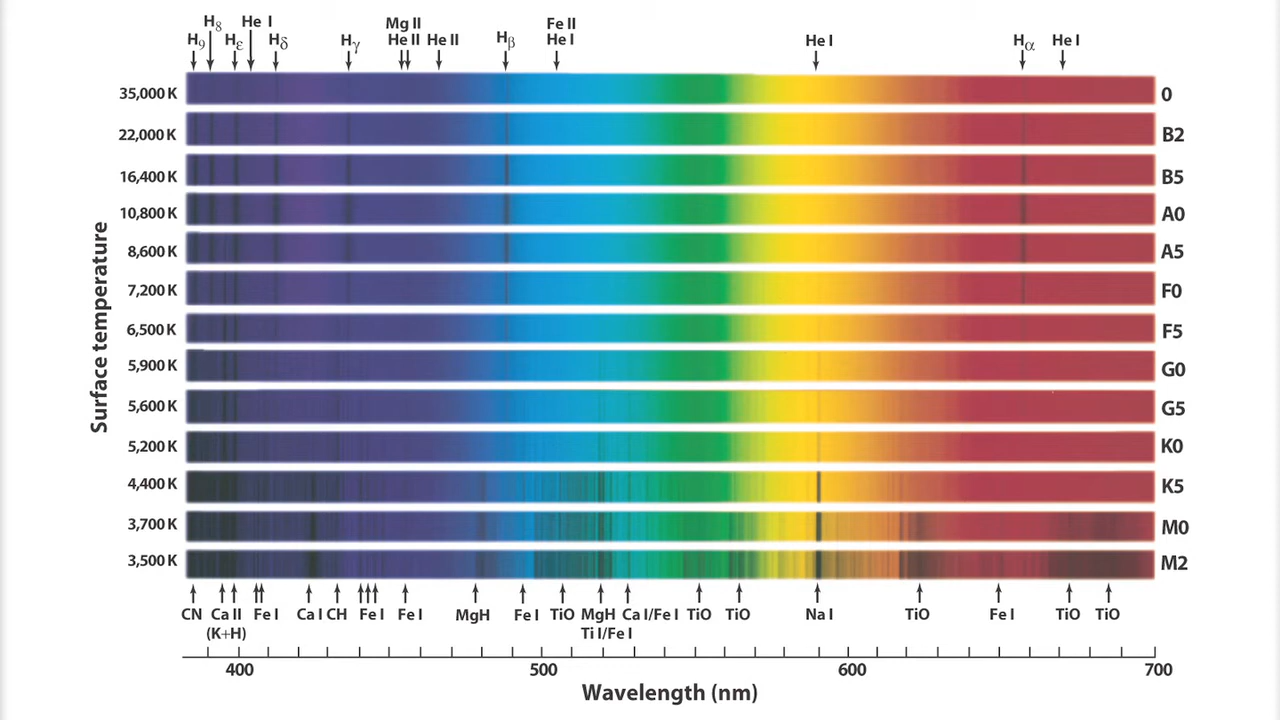 H8 He I Mg II Fe II
H9 Hε Hδ Hγ He II He II Hβ He I He I Hα He I
35,000 K O
22,000 K B2
16,400 K B5
10,800 K A0
8,600 K A5
7,200 K F0
6,500 K F5
5,900 K G0
5,600 K G5
5,200 K K0
4,400 K K5
3,700 K M0
3,500 K M2
Surface temperature
CN Ca II Fe I Ca I CH Fe I Fe I MgH Fe I TiO MgH Ca I/Fe I TiO TiO Na I TiO Fe I TiO TiO
(K+H) Ti I/Fe I
400 500 600 700
Wavelength (nm)